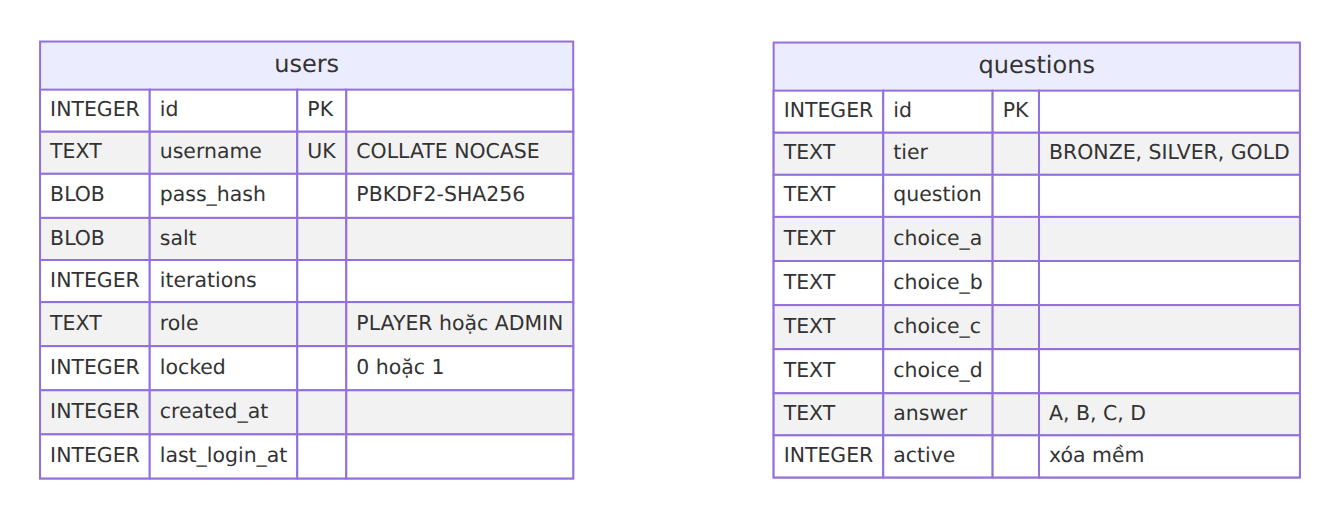 users
INTEGER id PK
TEXT username UK COLLATE NOCASE
BLOB pass_hash PBKDF2-SHA256
BLOB salt
INTEGER iterations
TEXT role PLAYER hoặc ADMIN
INTEGER locked 0 hoặc 1
INTEGER created_at
INTEGER last_login_at
questions
INTEGER id PK
TEXT tier BRONZE, SILVER, GOLD
TEXT question
TEXT choice_a
TEXT choice_b
TEXT choice_c
TEXT choice_d
TEXT answer A, B, C, D
INTEGER active xóa mềm